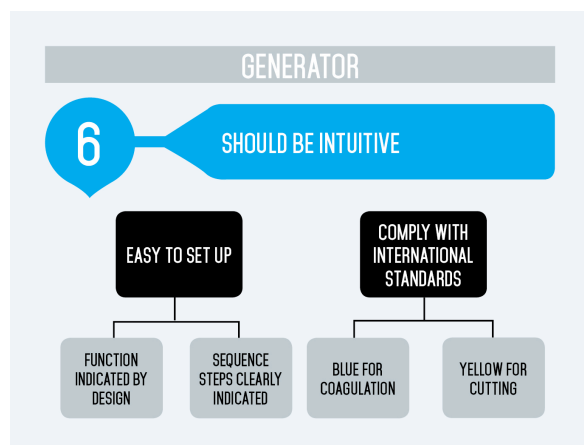 GENERATOR
6
SHOULD BE INTUITIVE
EASY TO SET UP
COMPLY WITH
INTERNATIONAL
STANDARDS
FUNCTION
INDICATED BY
DESIGN
SEQUENCE
STEPS CLEARLY
INDICATED
BLUE FOR
COAGULATION
YELLOW FOR
CUTTING